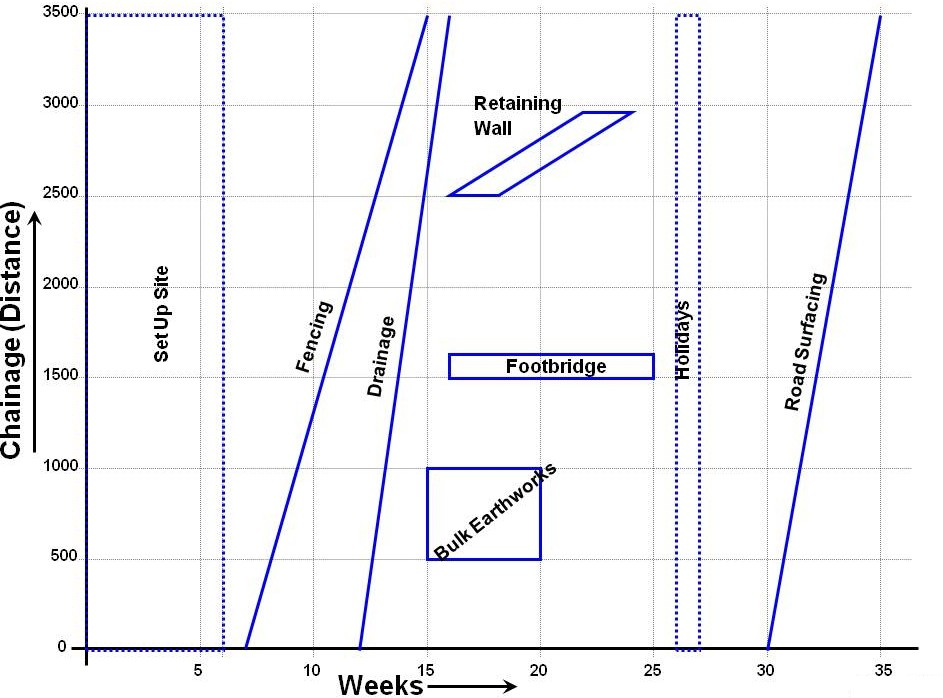 3500
3000
2500
2000
1500
1000
500
0
Chainage (Distance)
Set Up Site
Fencing
Drainage
Retaining
Wall
Footbridge
Bulk Earthworks
Holidays
Road Surfacing
5
10
15
20
25
30
35
Weeks